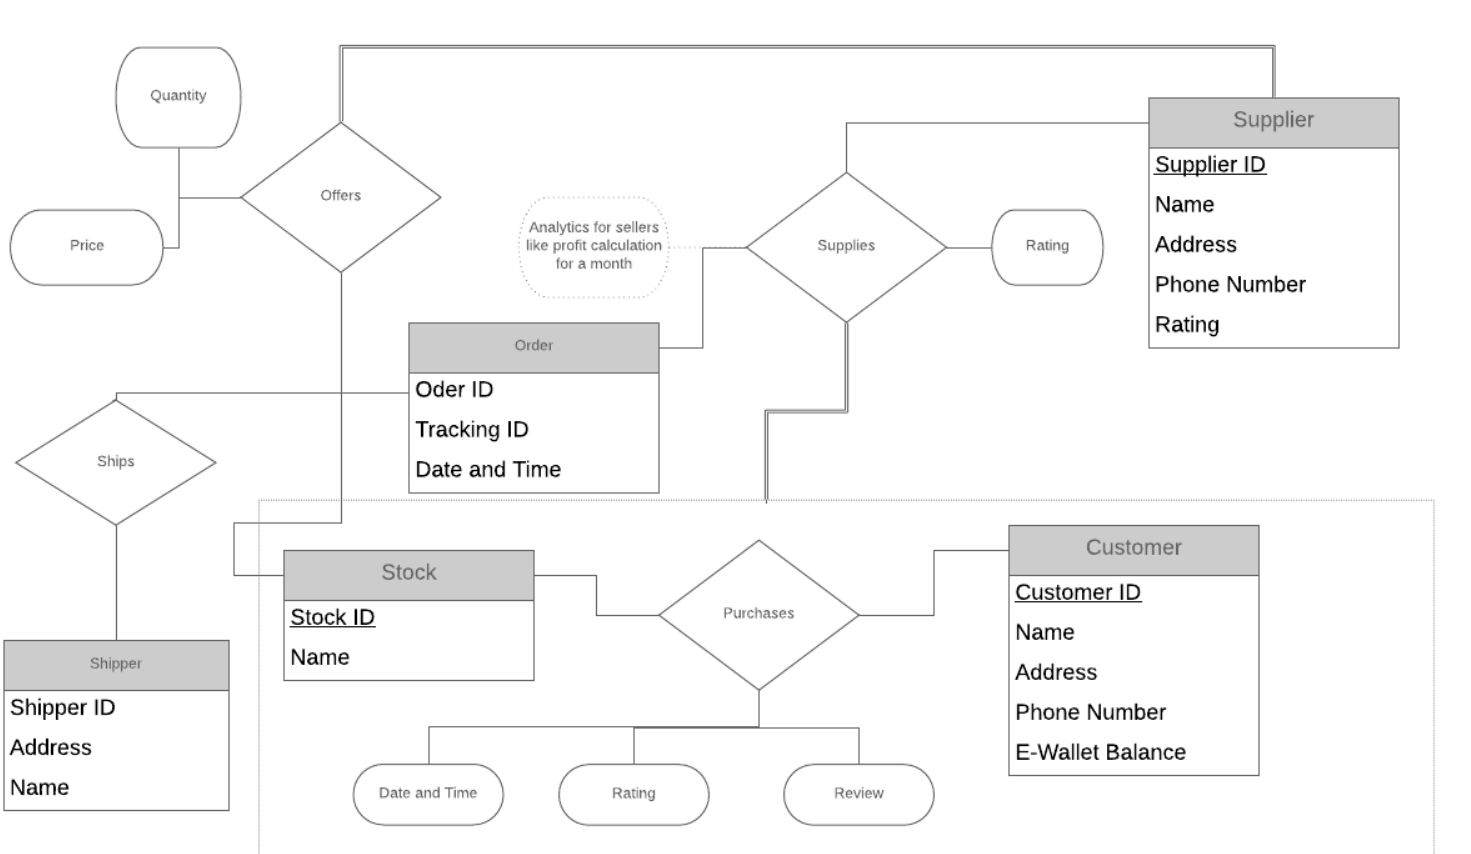 Quantity
Price
Offers
Supplier
Supplier ID
Name
Address
Phone Number
Rating
Analytics for sellers
like profit calculation
for a month
Supplies
Rating
Order
Oder ID
Tracking ID
Date and Time
Ships
Shipper
Shipper ID
Address
Name
Stock
Stock ID
Name
Purchases
Customer
Customer ID
Name
Address
Phone Number
E-Wallet Balance
Date and Time
Rating
Review